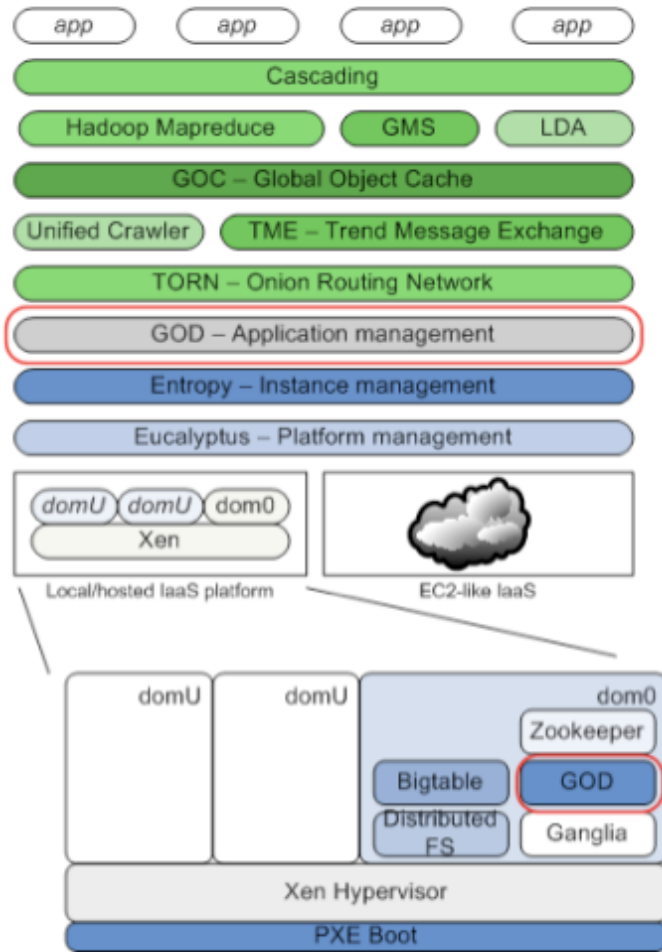 app app app app
Cascading
Hadoop Mapreduce GMS LDA
GOC – Global Object Cache
Unified Crawler TME – Trend Message Exchange
TORN – Onion Routing Network
GOD – Application management
Entropy – Instance management
Eucalyptus – Platform management
domU domU dom0
Xen
Local/hosted IaaS platform EC2-like IaaS
domU domU dom0
Zookeeper
Bigtable GOD
Distributed
FS
Ganglia
Xen Hypervisor
PXE Boot